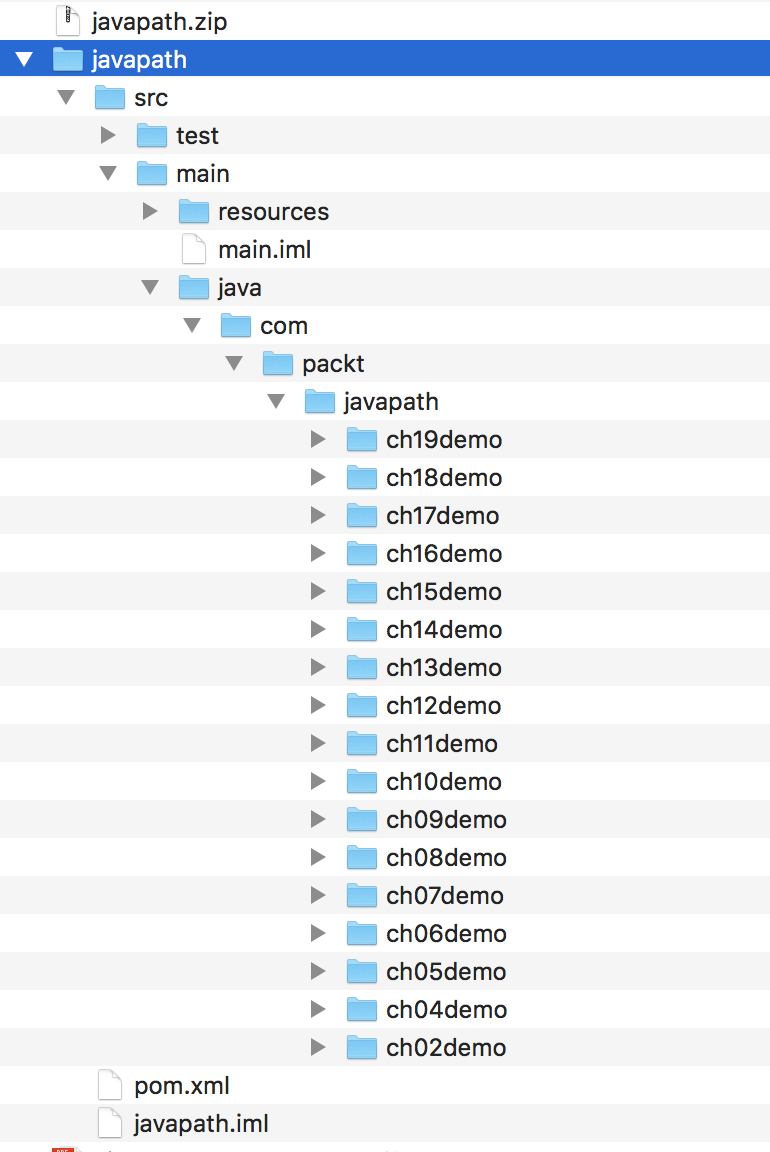 javapath.zip
javapath
src
test
main
resources
main.iml
java
com
packt
javapath
ch19demo
ch18demo
ch17demo
ch16demo
ch15demo
ch14demo
ch13demo
ch12demo
ch11demo
ch10demo
ch09demo
ch08demo
ch07demo
ch06demo
ch05demo
ch04demo
ch02demo
pom.xml
javapath.iml